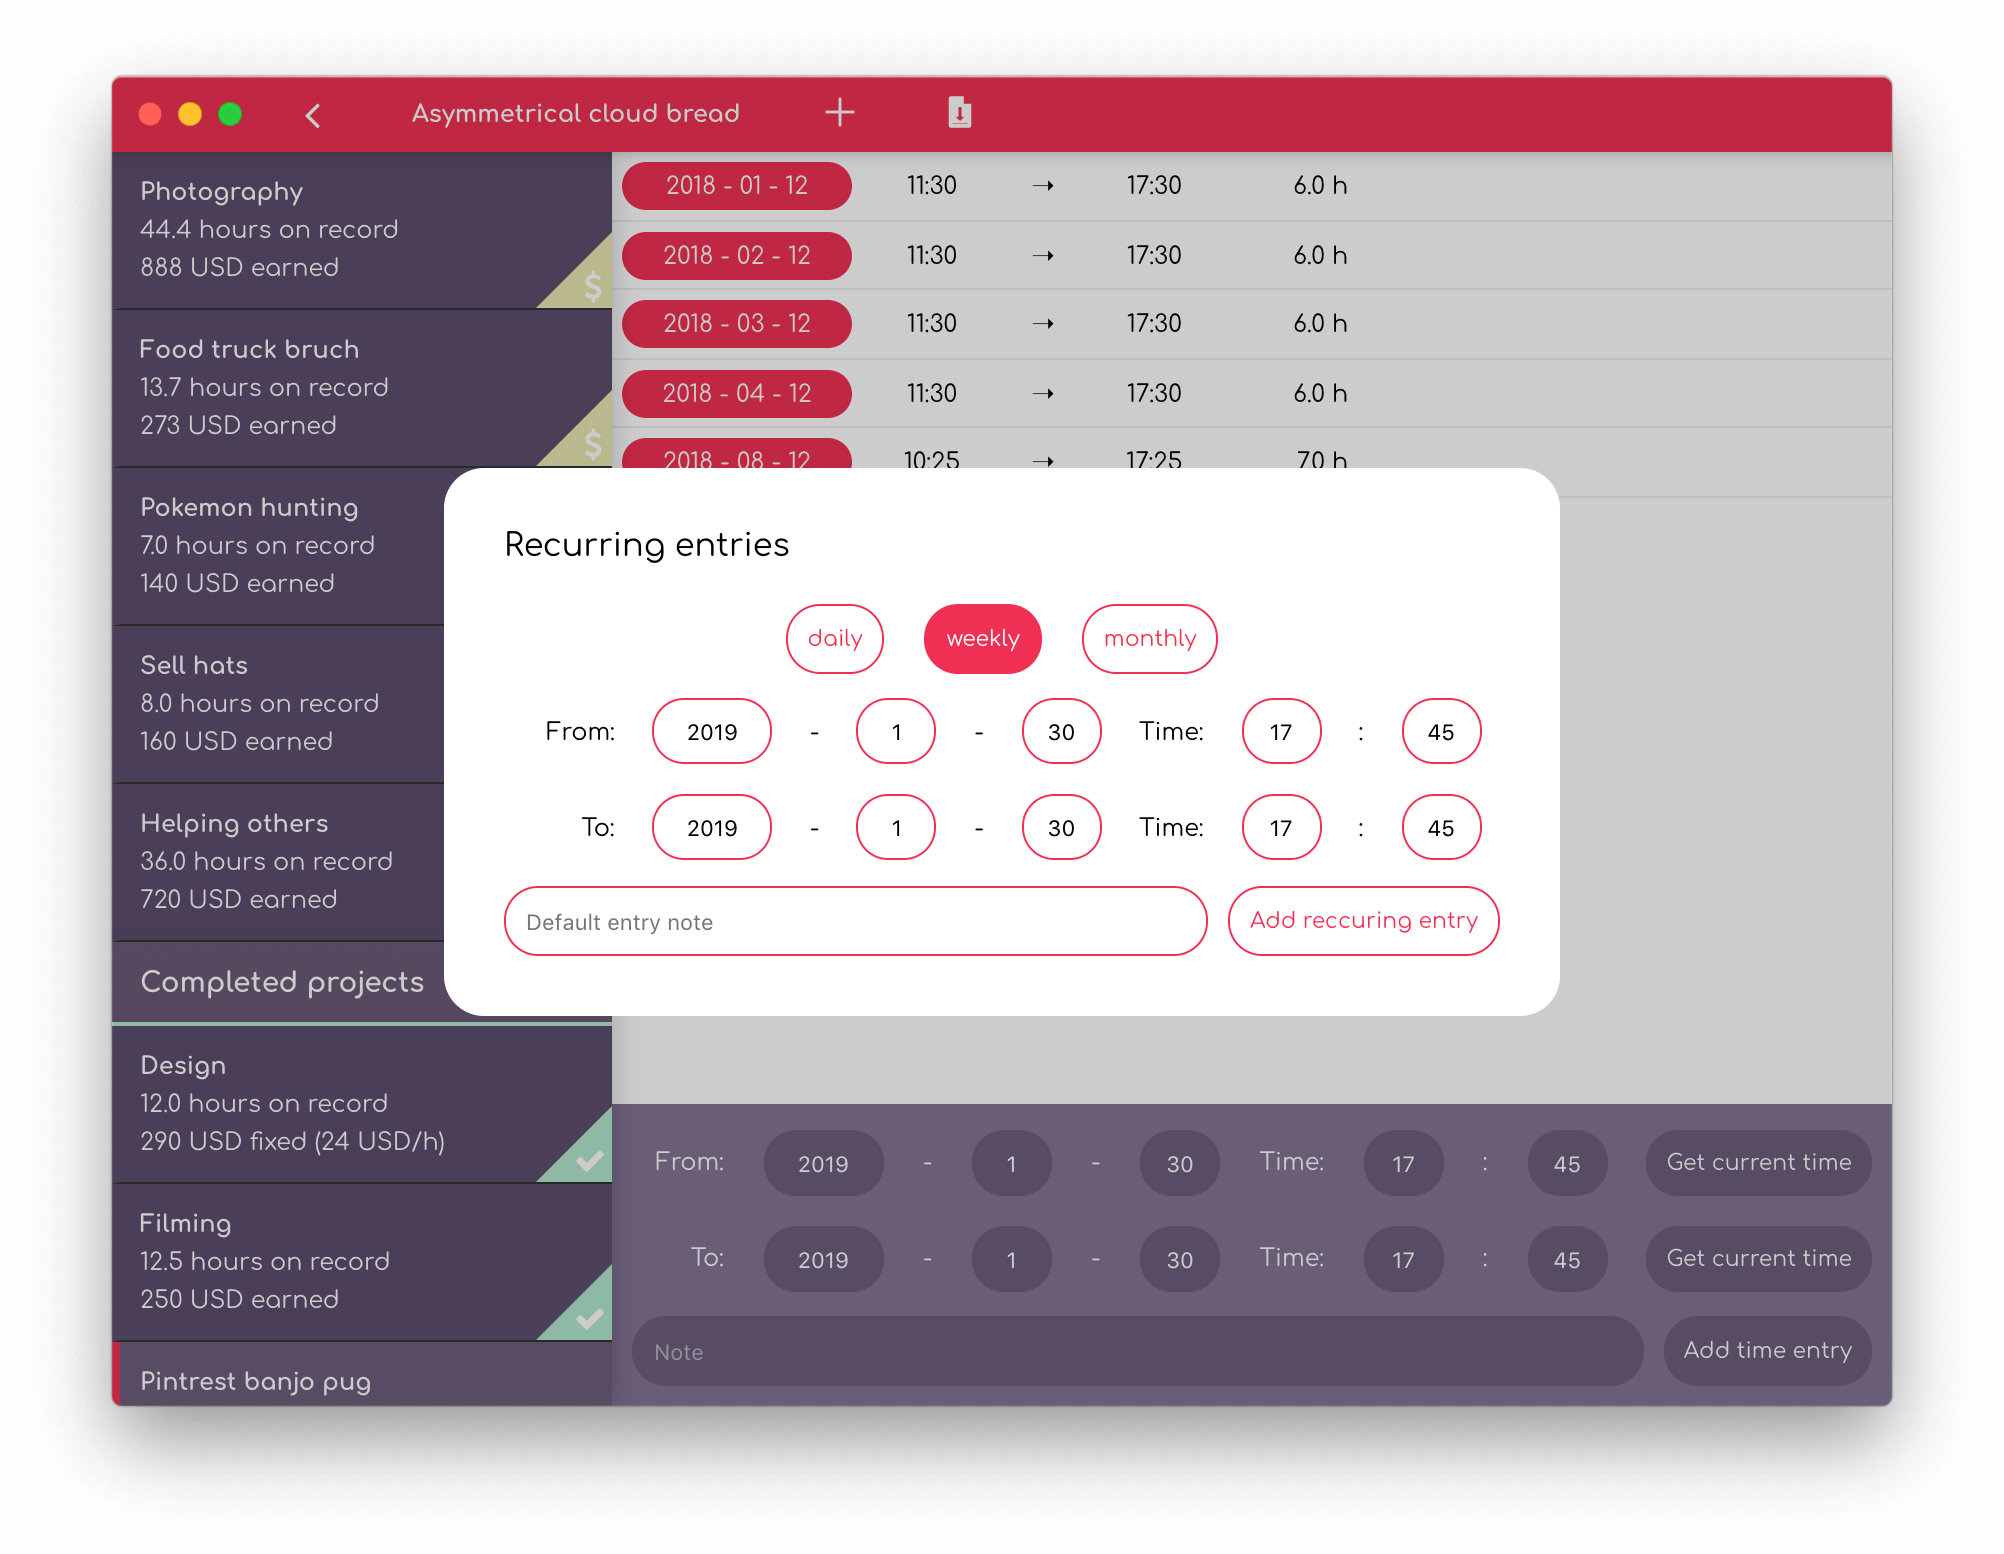 Asymmetrical cloud bread
Photography
44.4 hours on record
888 USD earned
$
Food truck bruch
13.7 hours on record
273 USD earned
$
Pokemon hunting
7.0 hours on record
140 USD earned
Sell hats
8.0 hours on record
160 USD earned
Helping others
36.0 hours on record
720 USD earned
Completed projects
Design
12.0 hours on record
290 USD fixed (24 USD/h)
Filming
12.5 hours on record
250 USD earned
Pintrest banjo pug
2018 - 01 - 12 11:30 → 17:30 6.0 h
2018 - 02 - 12 11:30 → 17:30 6.0 h
2018 - 03 - 12 11:30 → 17:30 6.0 h
2018 - 04 - 12 11:30 → 17:30 6.0 h
2018 - 08 - 12 10:25 → 17:25 7.0 h
Recurring entries
daily weekly monthly
From: 2019 - 1 - 30 Time: 17 : 45
To: 2019 - 1 - 30 Time: 17 : 45
Default entry note Add reccuring entry
From: 2019 - 1 - 30 Time: 17 : 45 Get current time
To: 2019 - 1 - 30 Time: 17 : 45 Get current time
Note Add time entry